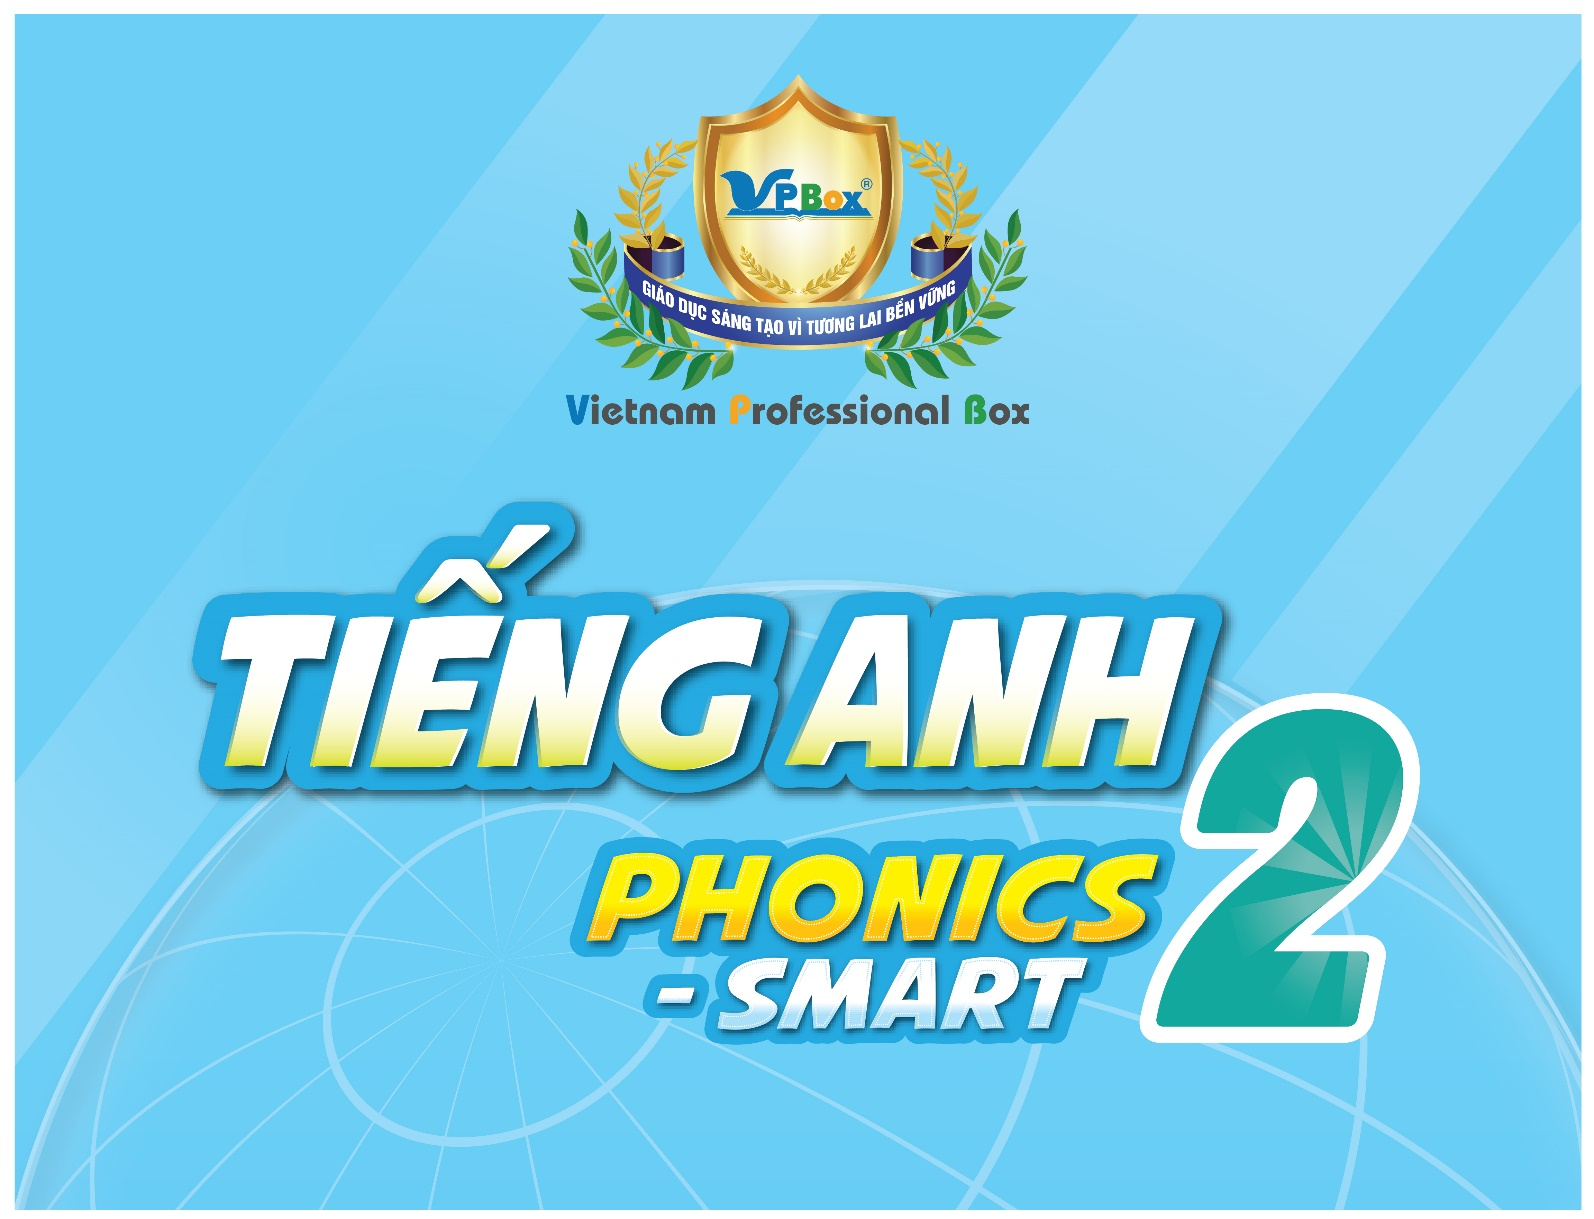 VPBox®
GIÁO DỤC SÁNG TẠO VÌ TƯƠNG LAI BỀN VỮNG
Vietnam Professional Box
TIẾNG ANH
2
PHONICS
- SMART